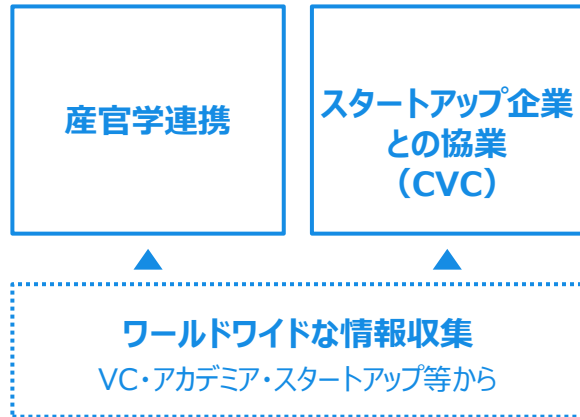 産官学連携
スタートアップ企業
との協業
（CVC）
ワールドワイドな情報収集
VC・アカデミア・スタートアップ等から